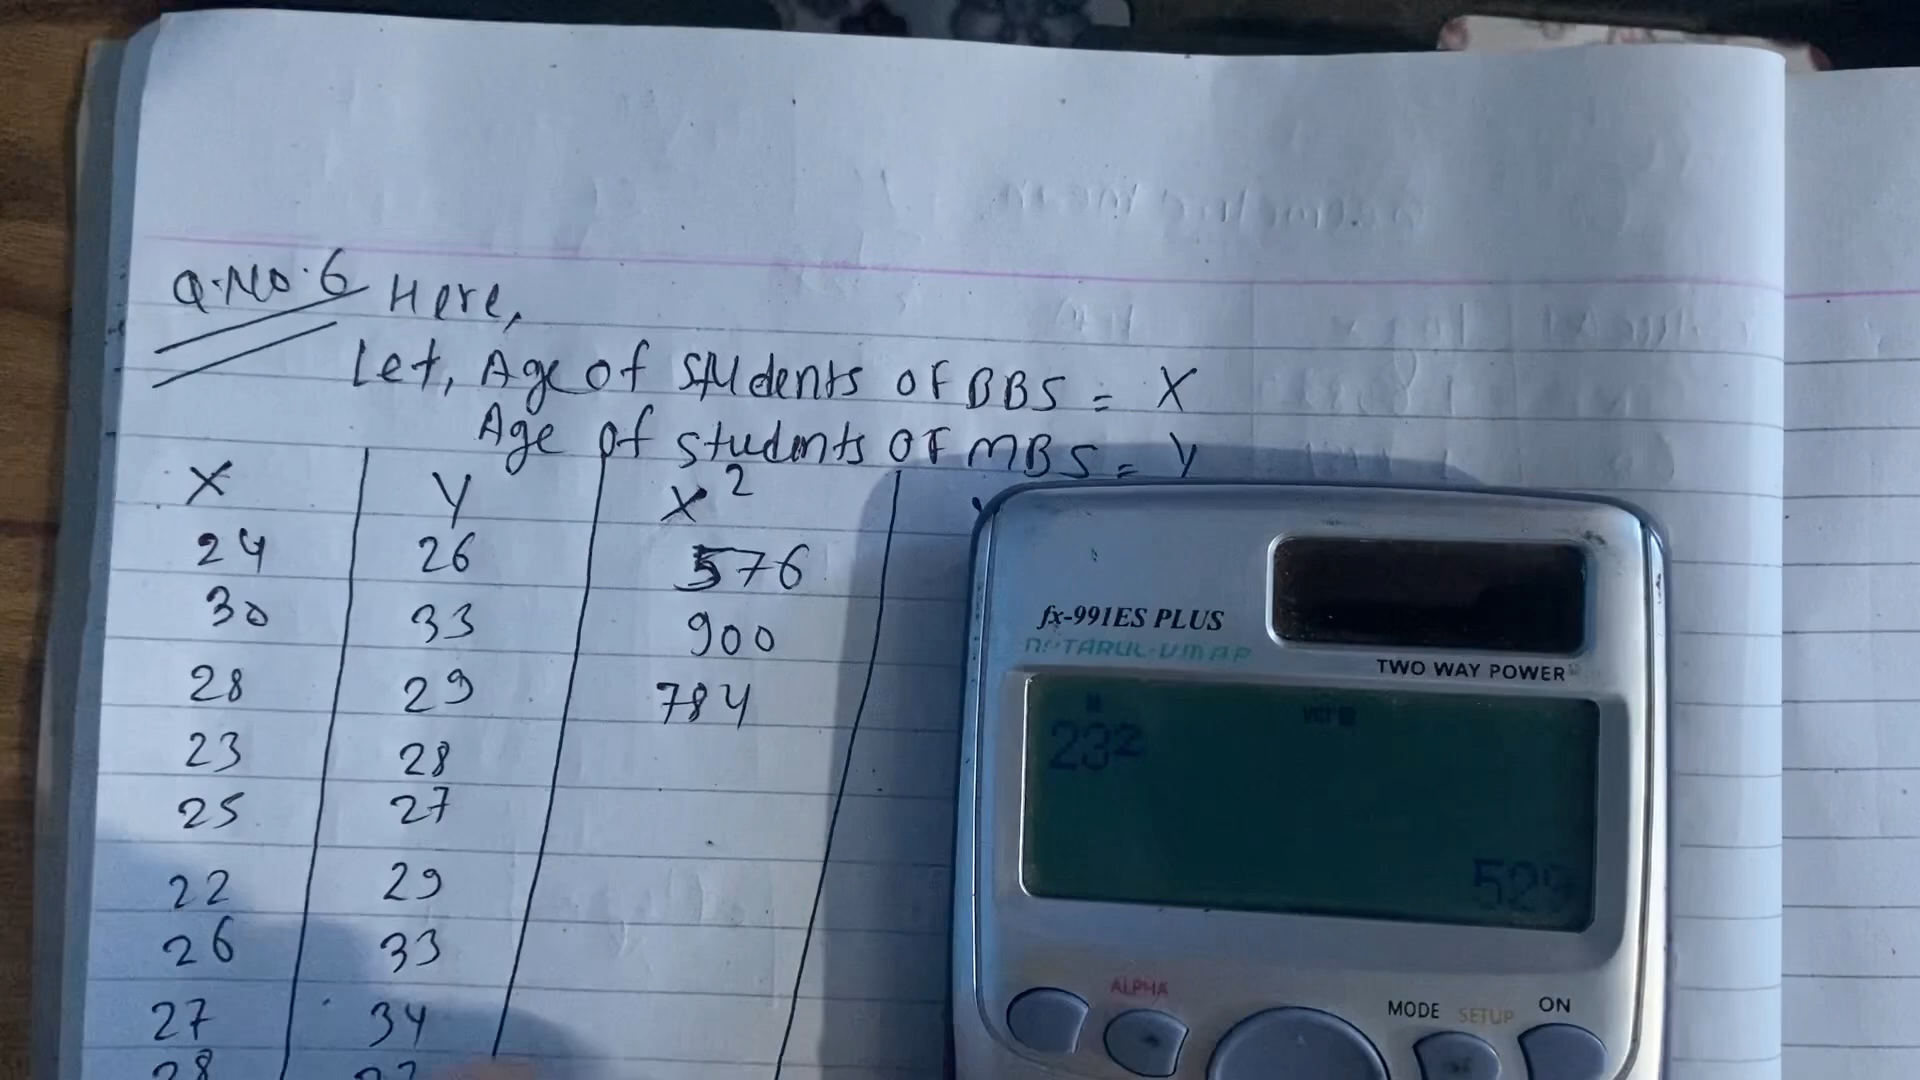 Q.No.6 Here,
Let, Age of students of BBS = X
Age of students of MBS = Y
X Y X²
24 26 576
30 33 900
28 29 784
23 28
25 27
22 29
26 33
27 34
28
fx-991ES PLUS
TWO WAY POWER
23²
529
ALPHA
MODE SETUP ON